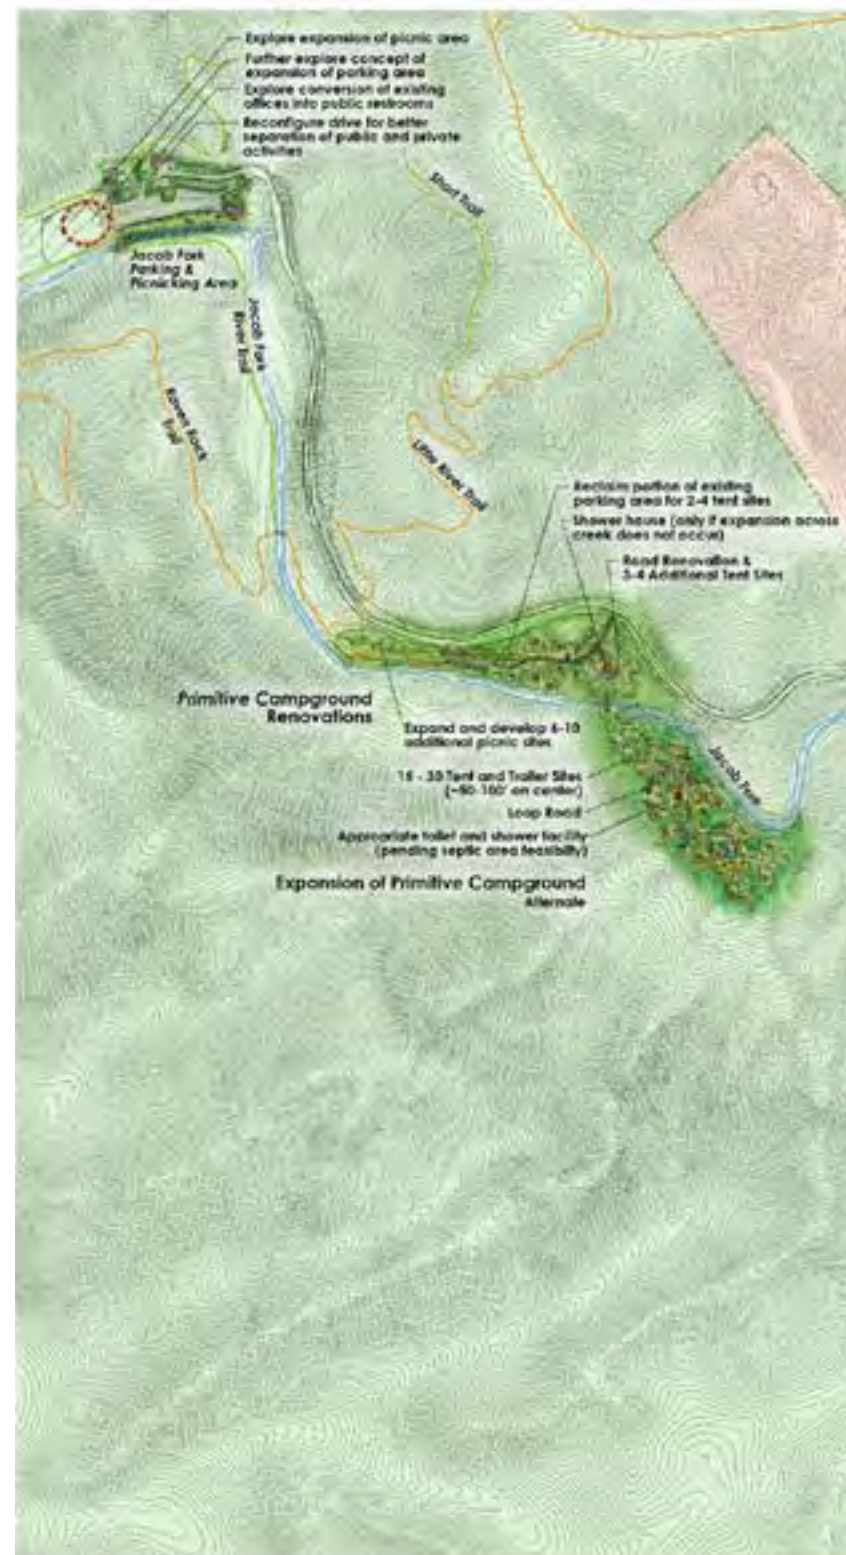 Explore expansion of picnic area
Further explore concept of
expansion of parking area
Explore conversion of existing
offices into public restrooms
Reconfigure drive for better
separation of public and private
activities
Short Trail
Jacob Fork
Parking &
Picnicking Area
Jacob Fork
River Trail
Raven Rock
Trail
Little River Trail
Reclaim portion of existing
parking area for 2-4 tent sites
Shower house (only if expansion across
creek does not occur)
Road Renovation &
3-4 Additional Tent Sites
Primitive Campground
Renovations
Expand and develop 6-10
additional picnic sites
Jacob Fork
15 - 30 Tent and Trailer Sites
(~80-100' on center)
Loop Road
Appropriate toilet and shower facility
(pending septic area feasibility)
Expansion of Primitive Campground
Alternate